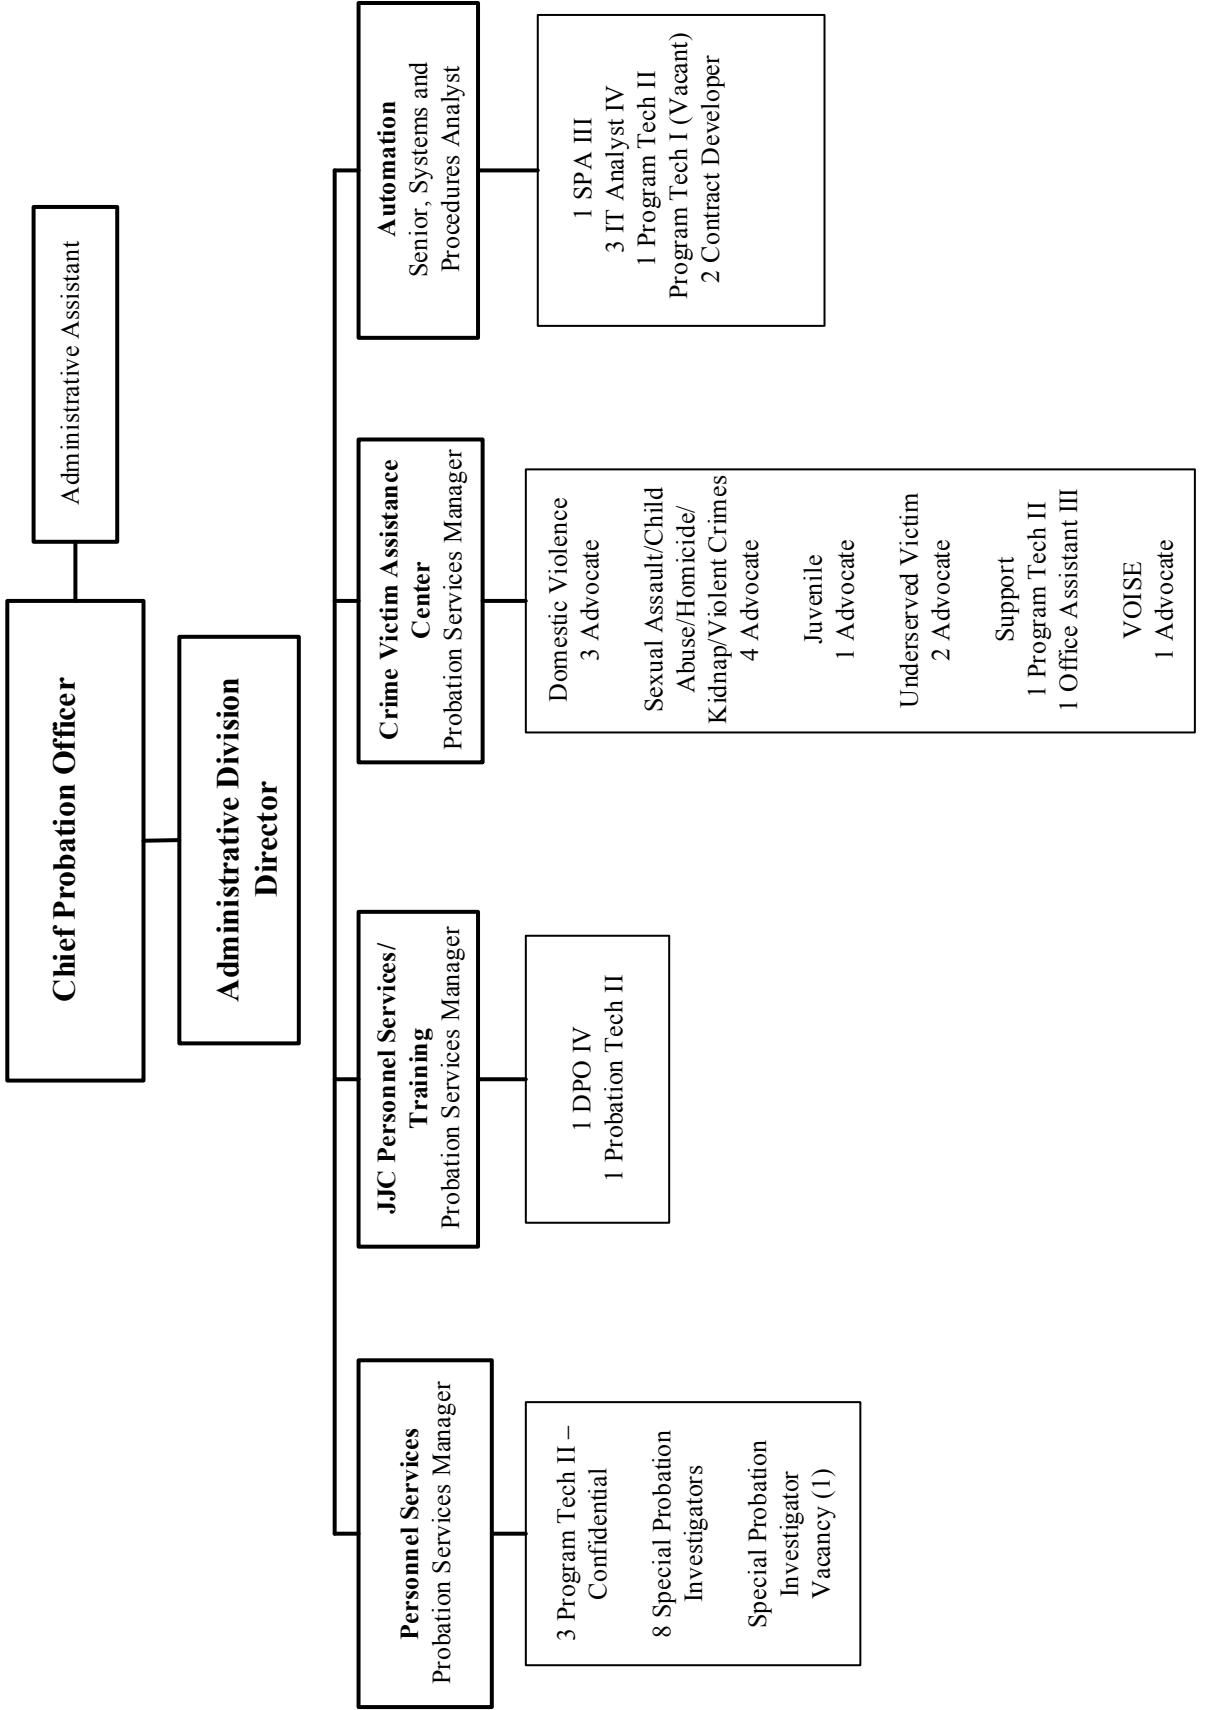 Chief Probation Officer
Administrative Assistant
Administrative Division
Director
Personnel Services
Probation Services Manager
3 Program Tech II –
Confidential
8 Special Probation
Investigators
Special Probation
Investigator
Vacancy (1)
JJC Personnel Services/
Training
Probation Services Manager
1 DPO IV
1 Probation Tech II
Crime Victim Assistance
Center
Probation Services Manager
Domestic Violence
3 Advocate
Sexual Assault/Child
Abuse/Homicide/
Kidnap/Violent Crimes
4 Advocate
Juvenile
1 Advocate
Underserved Victim
2 Advocate
Support
1 Program Tech II
1 Office Assistant III
VOISE
1 Advocate
Automation
Senior, Systems and
Procedures Analyst
1 SPA III
3 IT Analyst IV
1 Program Tech II
Program Tech I (Vacant)
2 Contract Developer